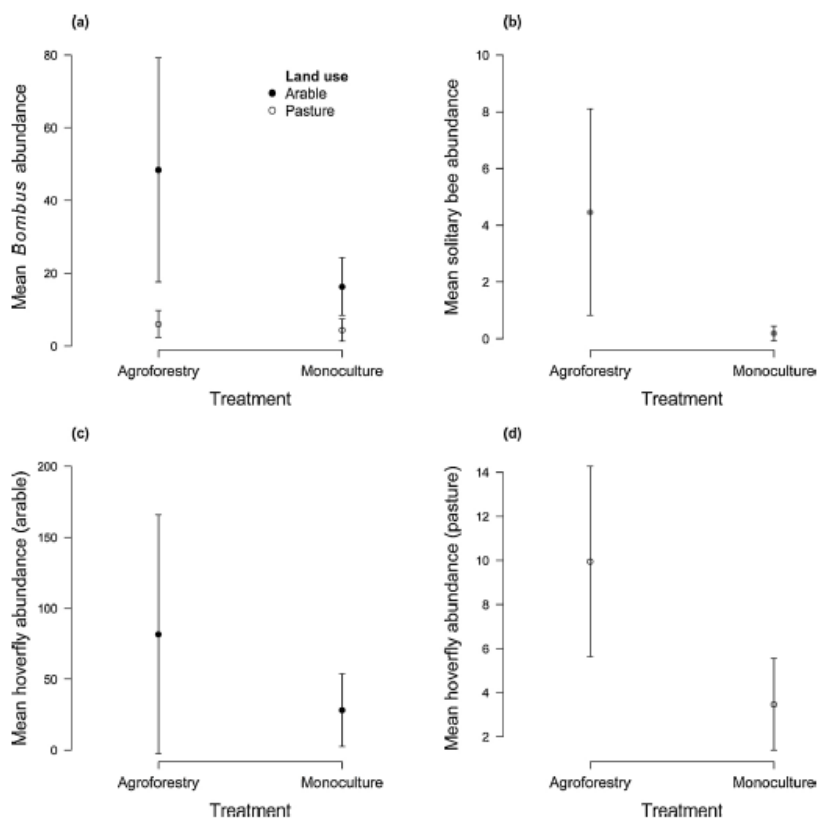 (a)
Mean Bombus abundance
80
60
40
20
0
Land use
Arable
Pasture
Agroforestry
Monoculture
Treatment
(b)
Mean solitary bee abundance
10
8
6
4
2
0
Agroforestry
Monoculture
Treatment
(c)
Mean hoverfly abundance (arable)
200
150
100
50
0
Agroforestry
Monoculture
Treatment
(d)
Mean hoverfly abundance (pasture)
14
12
10
8
6
4
2
Agroforestry
Monoculture
Treatment